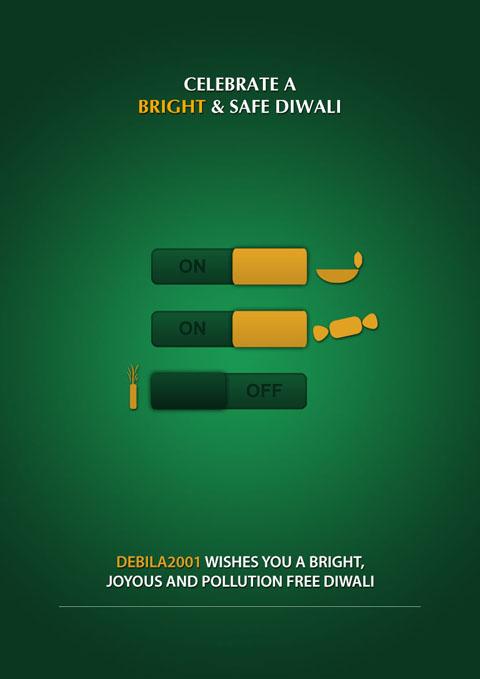 CELEBRATE A
BRIGHT & SAFE DIWALI
ON
ON
OFF
DEBILA2001 WISHES YOU A BRIGHT,
JOYOUS AND POLLUTION FREE DIWALI